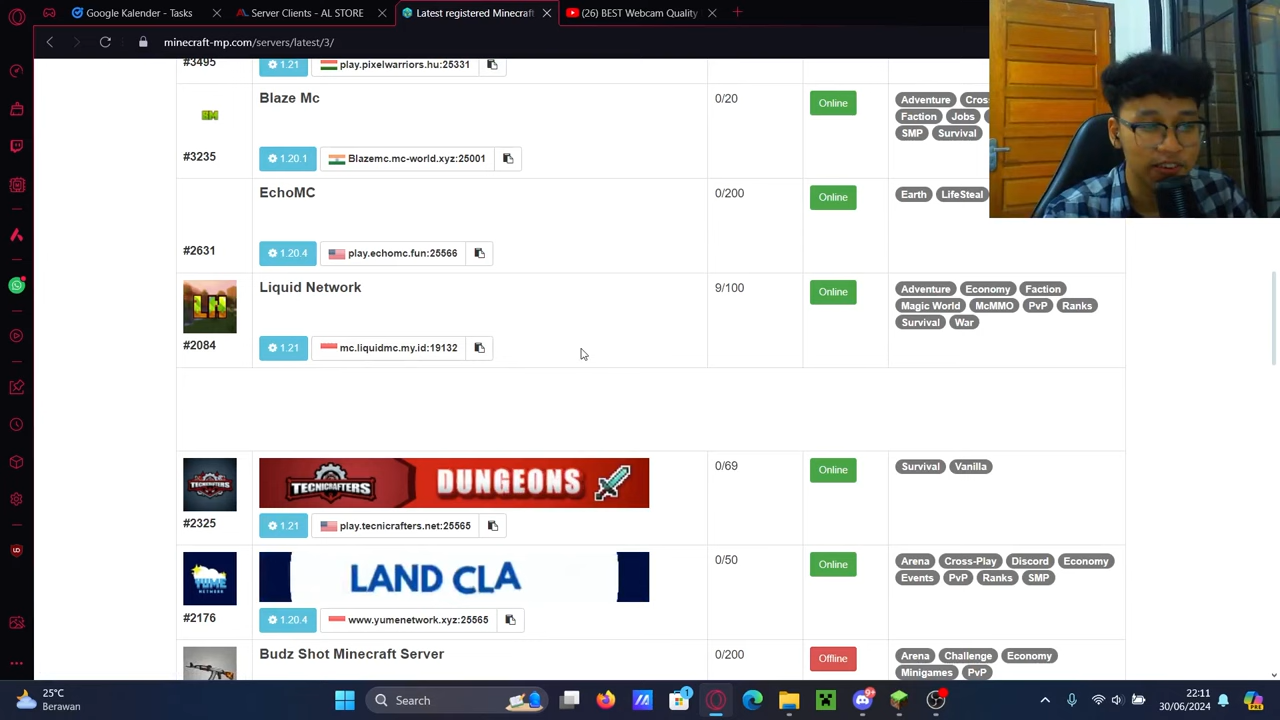 Google Kalender - Tasks
Server Clients - AL STORE
Latest registered Minecraft
(26) BEST Webcam Quality
minecraft-mp.com/servers/latest/3/
#3495
1.21
play.pixelwarriors.hu:25331
BM
Blaze Mc
0/20
Online
Adventure
Cros
Faction
Jobs
SMP
Survival
#3235
1.20.1
Blazemc.mc-world.xyz:25001
EchoMC
0/200
Online
Earth
LifeSteal
#2631
1.20.4
play.echomc.fun:25566
LN
Liquid Network
9/100
Online
Adventure
Economy
Faction
Magic World
McMMO
PvP
Ranks
Survival
War
#2084
1.21
mc.liquidmc.my.id:19132
TECNICRAFTERS
TECNICRAFTERS
DUNGEONS
0/69
Online
Survival
Vanilla
#2325
1.21
play.tecnicrafters.net:25565
YUME
NETWORK
LAND CLA
0/50
Online
Arena
Cross-Play
Discord
Economy
Events
PvP
Ranks
SMP
#2176
1.20.4
www.yumenetwork.xyz:25565
Budz Shot Minecraft Server
0/200
Offline
Arena
Challenge
Economy
Minigames
PvP
25°C
Berawan
Search
22:11
30/06/2024